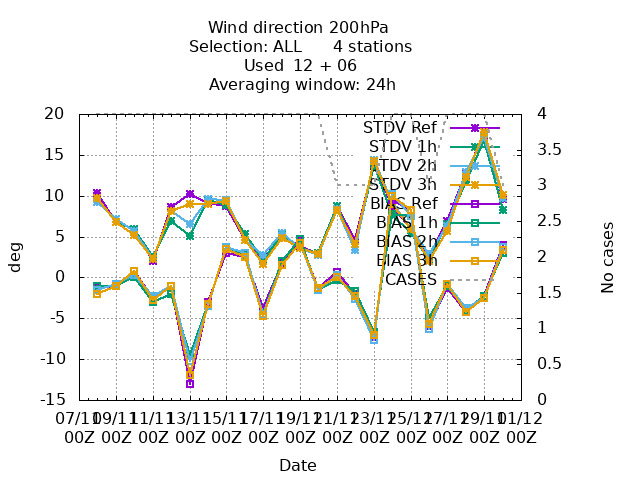 Wind direction 200hPa
Selection: ALL 4 stations
Used 12 + 06
Averaging window: 24h
STDV Ref
STDV 1h
STDV 2h
STDV 3h
BIAS Ref
BIAS 1h
BIAS 2h
BIAS 3h
CASES
deg
20
15
10
5
0
-5
-10
-15
No cases
4
3.5
3
2.5
2
1.5
1
0.5
0
07/11 09/11 11/11 13/11 15/11 17/11 19/11 21/11 23/11 25/11 27/11 29/11 01/12
00Z 00Z 00Z 00Z 00Z 00Z 00Z 00Z 00Z 00Z 00Z 00Z 00Z
Date